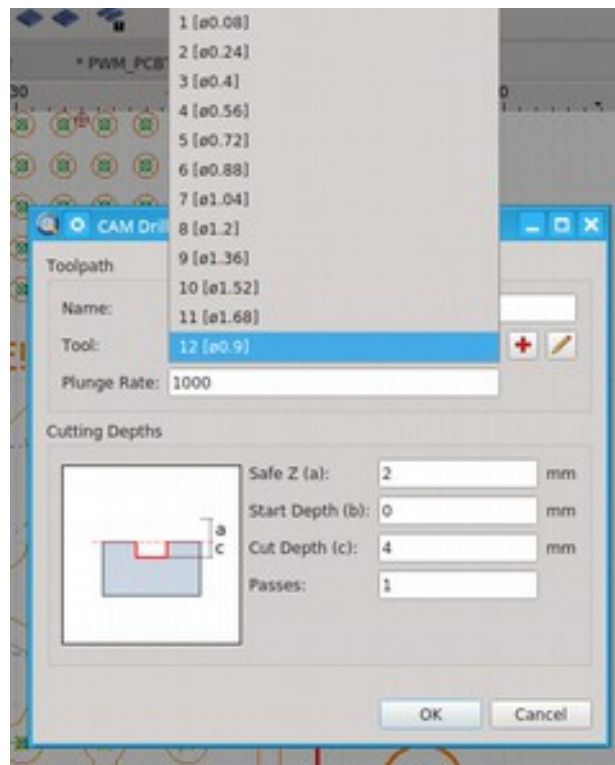 1 [ø0.08]
2 [ø0.24]
* PWM_PCB
3 [ø0.4]
4 [ø0.56]
5 [ø0.72]
6 [ø0.88]
7 [ø1.04]
CAM Dril
8 [ø1.2]
9 [ø1.36]
Toolpath
10 [ø1.52]
Name:
11 [ø1.68]
Tool:
12 [ø0.9]
Plunge Rate: 1000
Cutting Depths
Safe Z (a): 2 mm
Start Depth (b): 0 mm
a
c
Cut Depth (c): 4 mm
Passes: 1
OK Cancel